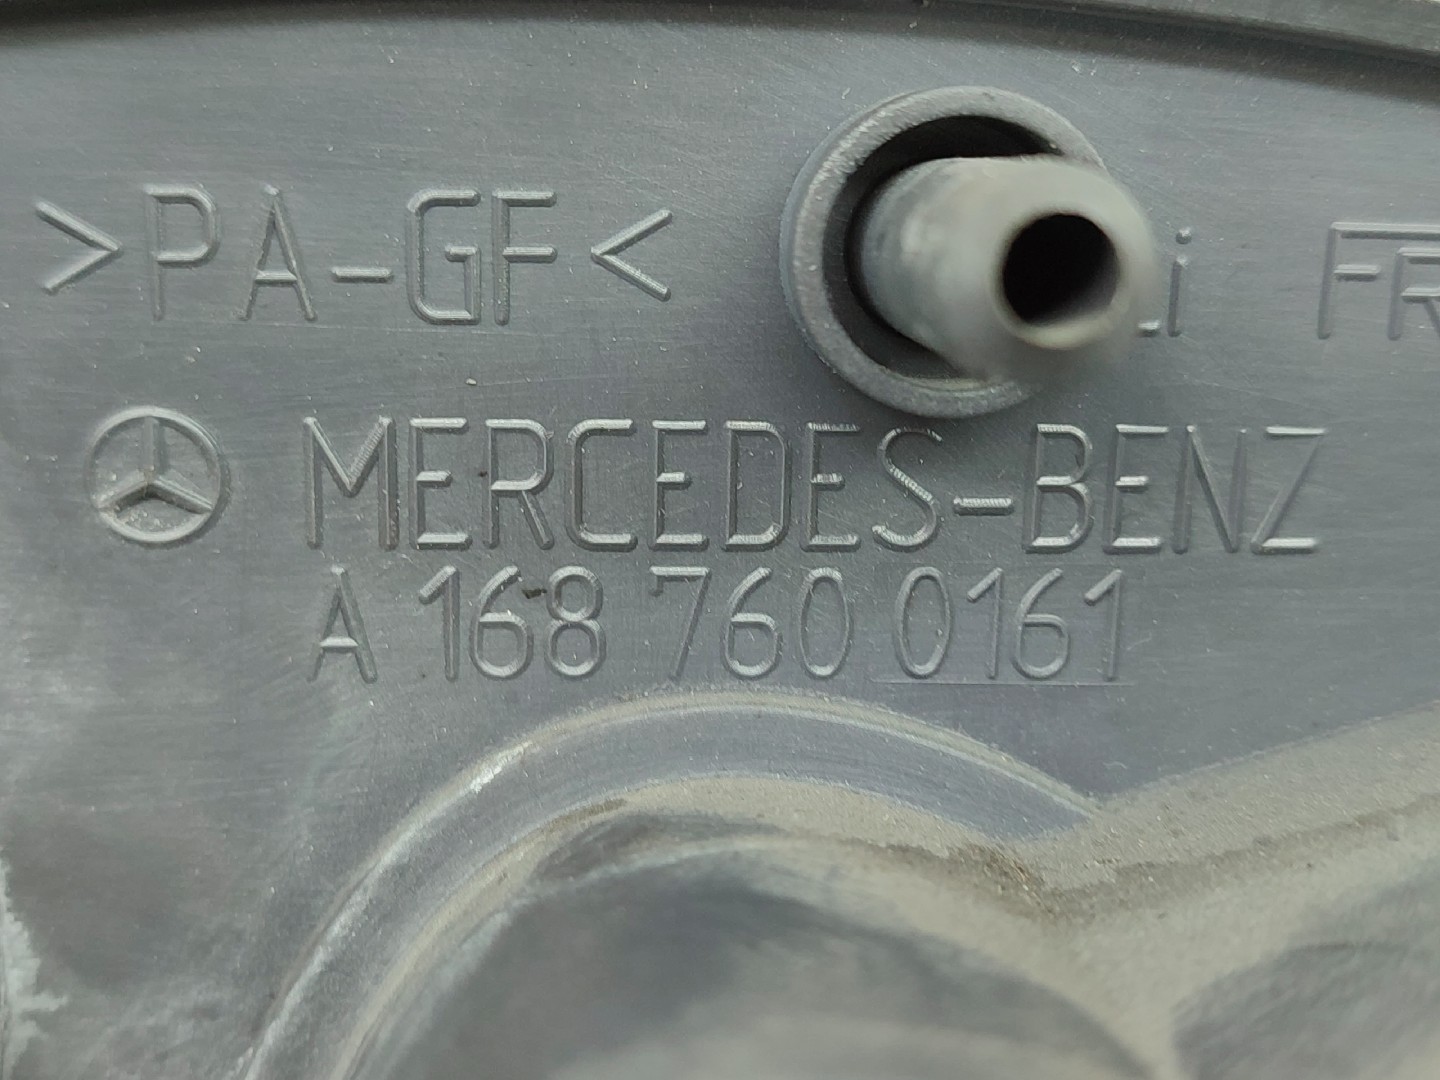 >PA-GF<
MERCEDES-BENZ
A 168 760 0161